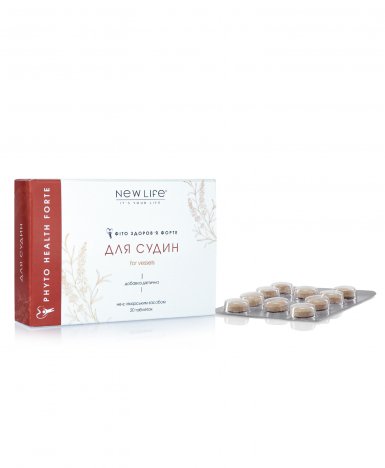 NEW LIFE®
IT'S YOUR LIFE
ФІТО ЗДОРОВ'Я ФОРТЕ
ДЛЯ СУДИН
for vessels
добавка дієтична
не є лікарським засобом
20 таблеток
PHYTO HEALTH FORTE
ДЛЯ СУДИН